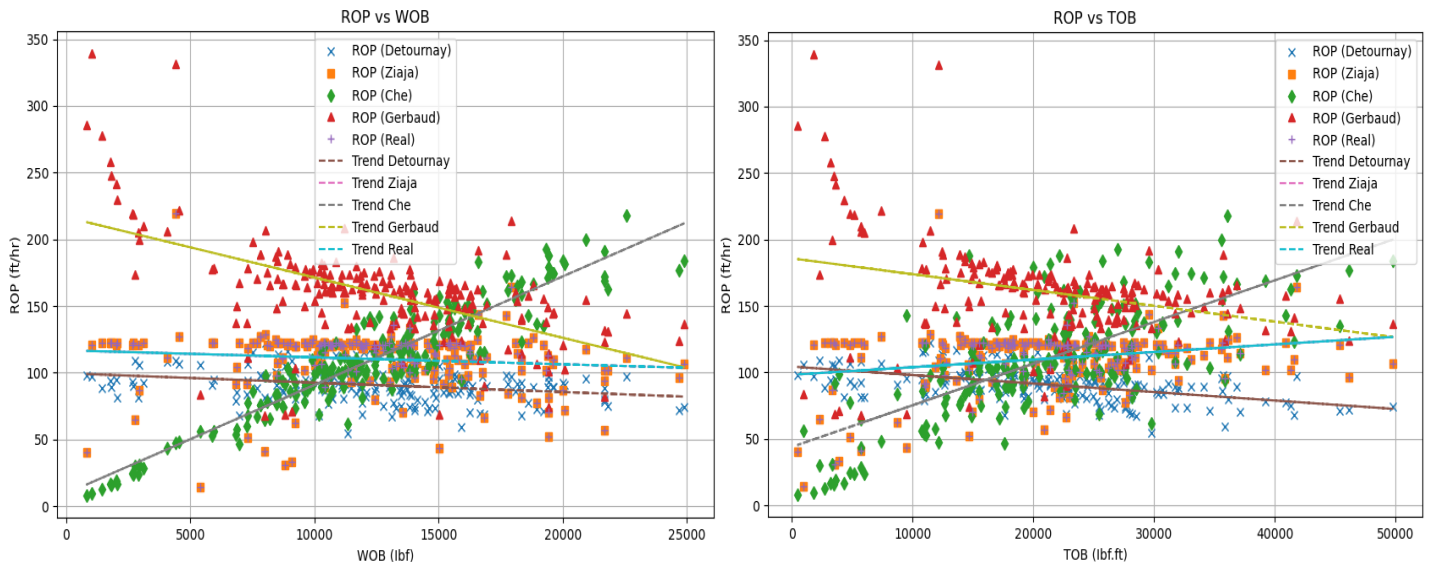 ROP vs WOB
ROP (ft/hr)
350
300
250
200
150
100
50
0
0 5000 10000 15000 20000 25000
WOB (lbf)
ROP (Detournay)
ROP (Ziaja)
ROP (Che)
ROP (Gerbaud)
ROP (Real)
Trend Detournay
Trend Ziaja
Trend Che
Trend Gerbaud
Trend Real
ROP vs TOB
ROP (ft/hr)
350
300
250
200
150
100
50
0
0 10000 20000 30000 40000 50000
TOB (lbf.ft)
ROP (Detournay)
ROP (Ziaja)
ROP (Che)
ROP (Gerbaud)
ROP (Real)
Trend Detournay
Trend Ziaja
Trend Che
Trend Gerbaud
Trend Real